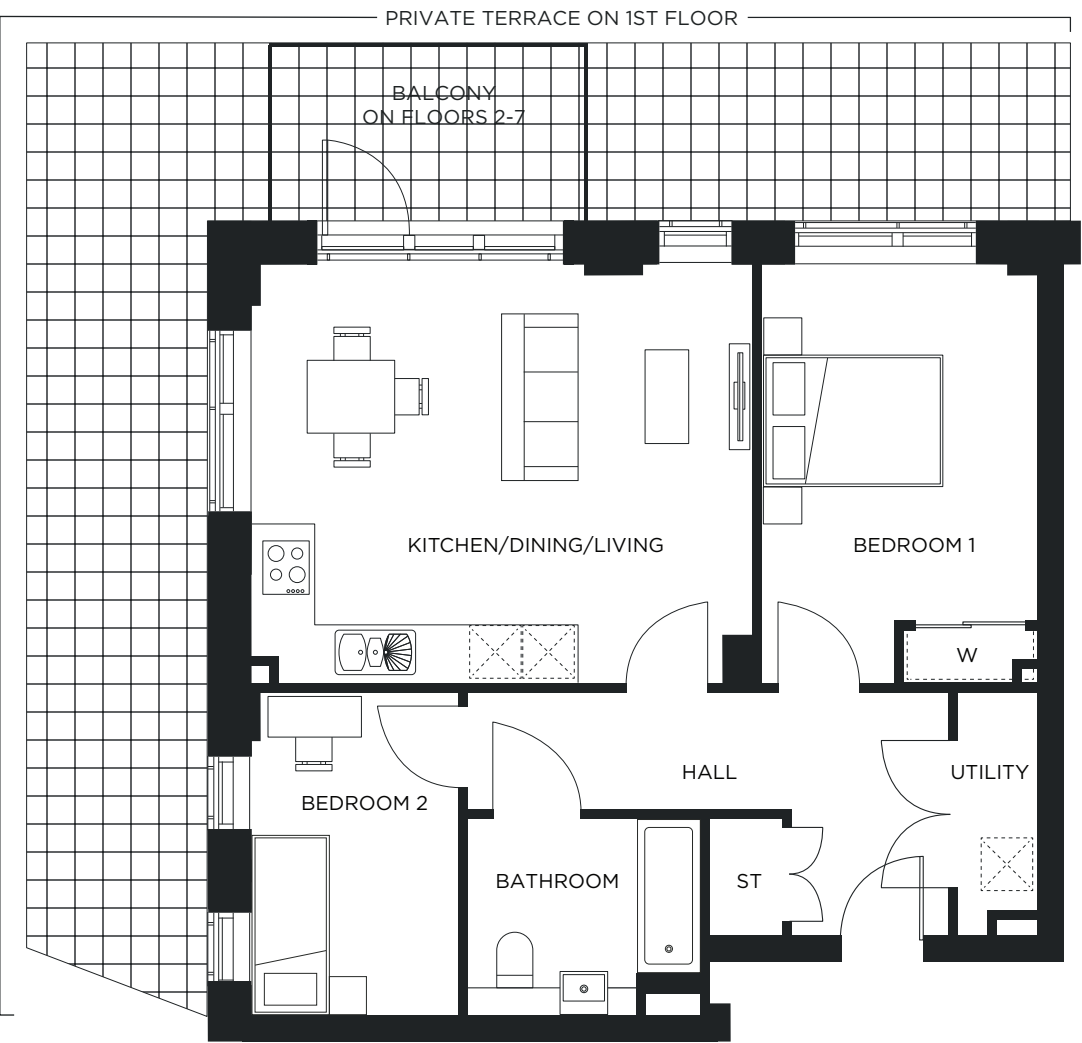 PRIVATE TERRACE ON 1ST FLOOR
BALCONY
ON FLOORS 2-7
KITCHEN/DINING/LIVING
BEDROOM 1
W
HALL
UTILITY
BEDROOM 2
BATHROOM
ST